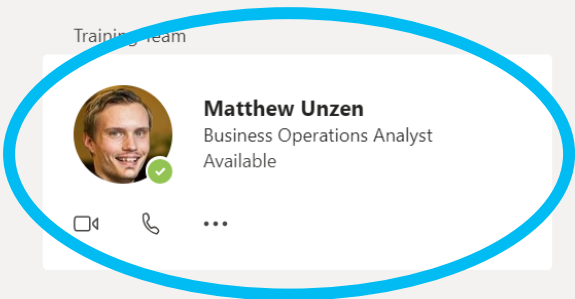 Training Team
Matthew Unzen
Business Operations Analyst
Available